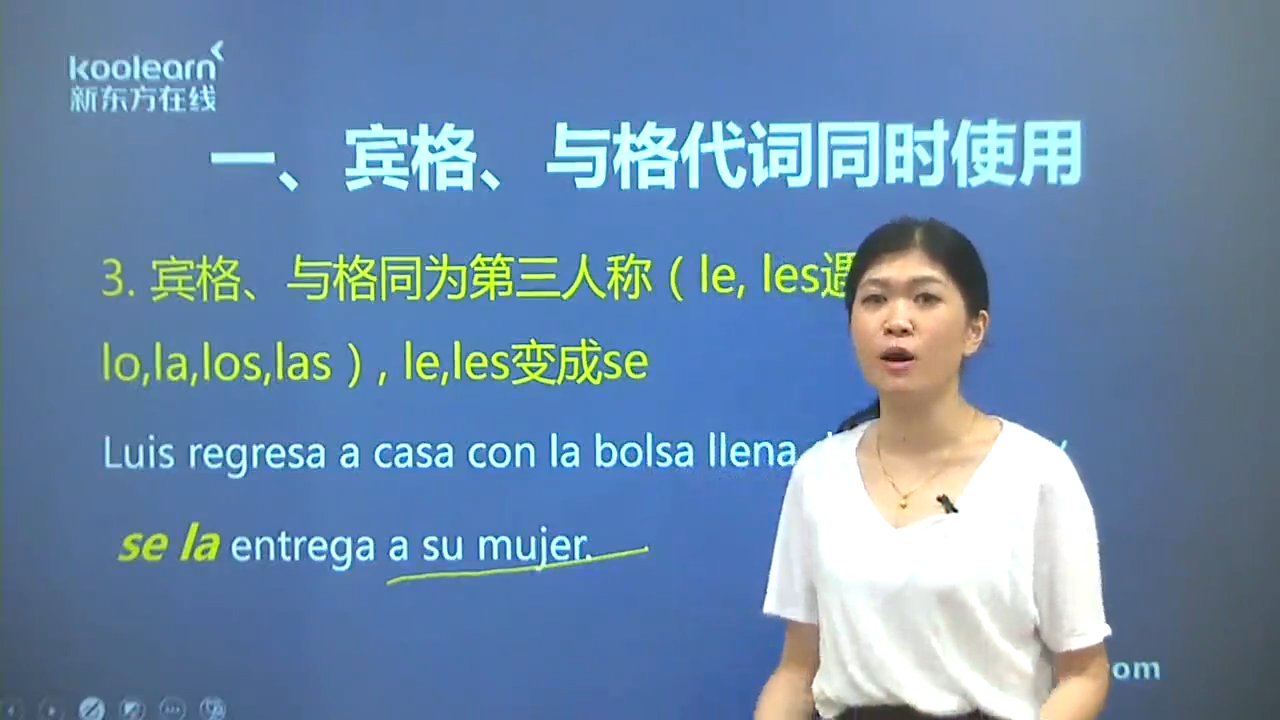 koolearn
新东方在线
一、宾格、与格代词同时使用
3. 宾格、与格同为第三人称（le, les遇
lo,la,los,las）, le,les变成se
Luis regresa a casa con la bolsa llena y
se la entrega a su mujer.
om